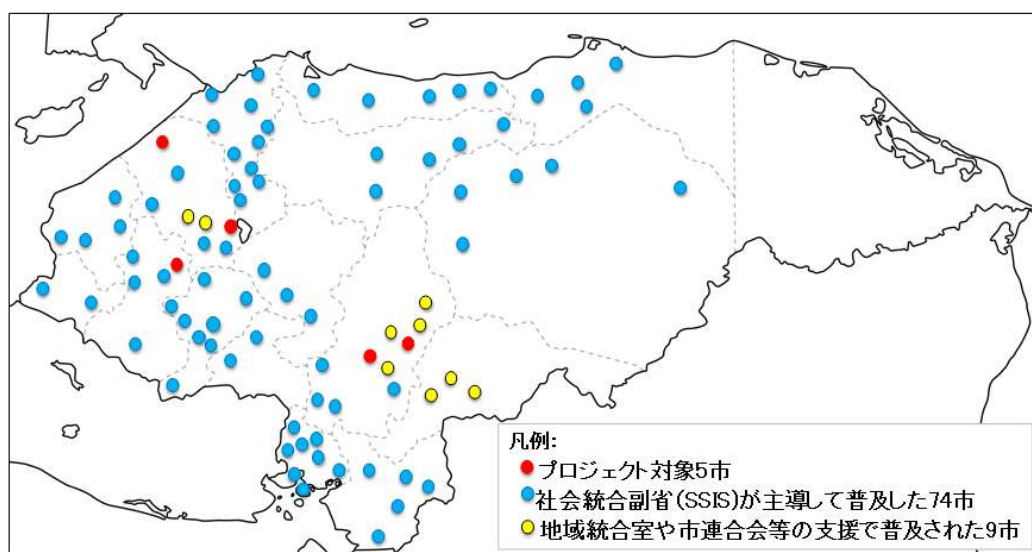 凡例:
プロジェクト対象5市
社会統合副省(SSIS)が主導して普及した74市
地域統合室や市連合会等の支援で普及された9市